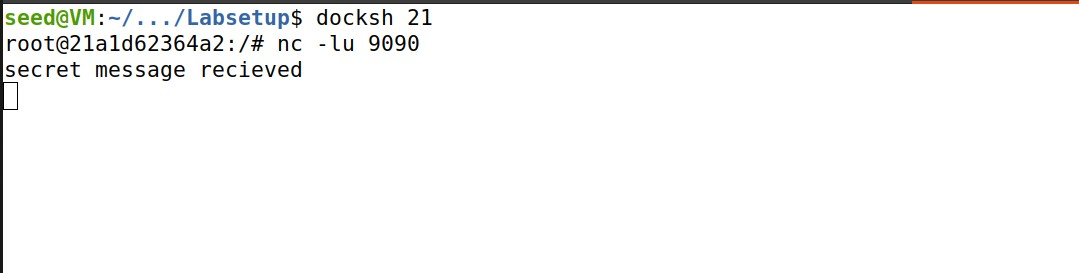 seed@VM:~/.../Labsetup$ docksh 21
root@21a1d62364a2:/# nc -lu 9090
secret message recieved